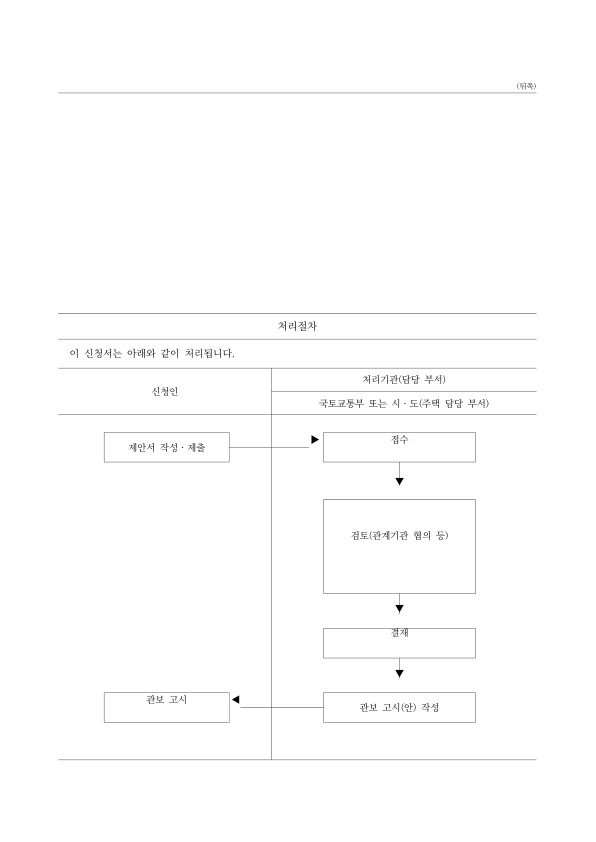 (뒤쪽)
처리절차
이 신청서는 아래와 같이 처리됩니다.
신청인
처리기관(담당 부서)
국토교통부 또는 시ㆍ도(주택 담당 부서)
제안서 작성ㆍ제출
접수
검토(관계기관 협의 등)
결재
관보 고시
관보 고시(안) 작성